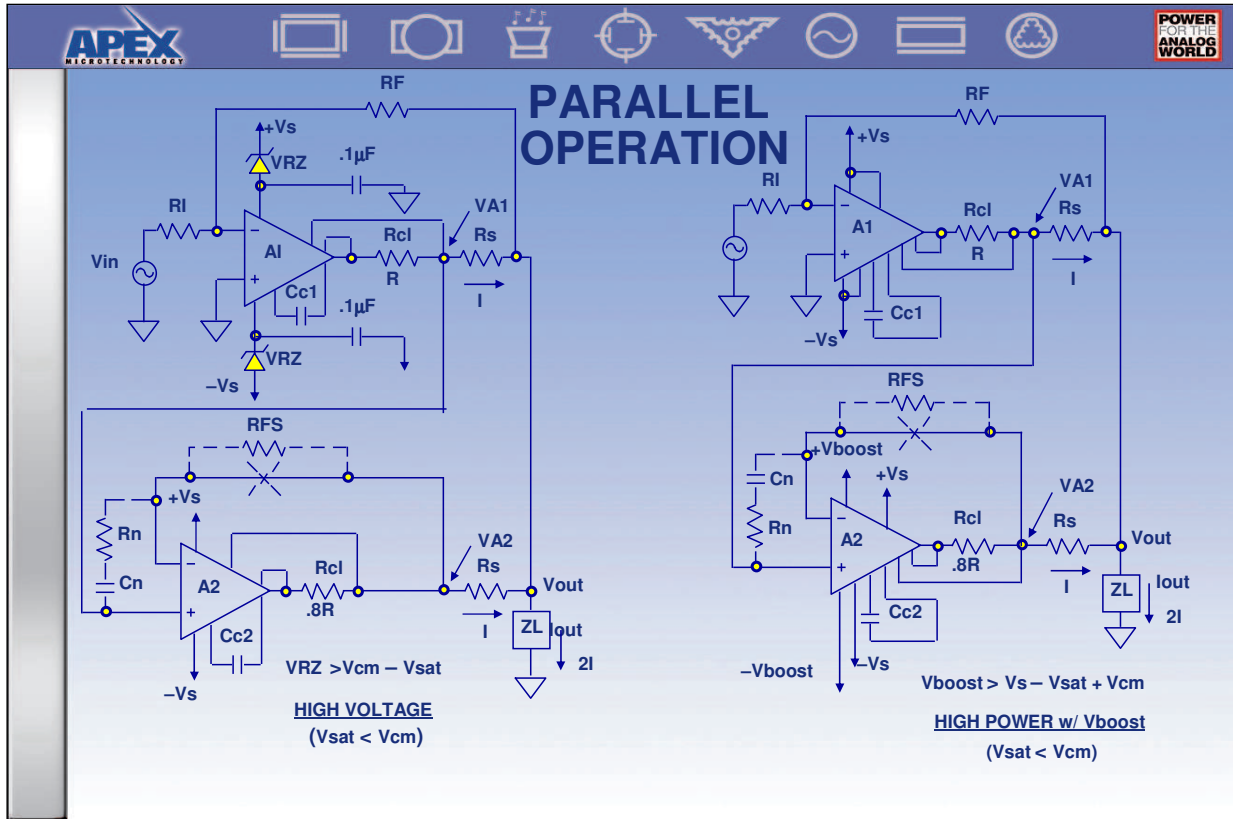 APEX
MICROTECHNOLOGY
POWER
FOR THE
ANALOG
WORLD
PARALLEL
OPERATION
RF
+Vs
VRZ
.1µF
RI
VA1
AI
Rcl
Rs
R
Vin
Cc1
I
.1µF
VRZ
–Vs
RFS
+Vs
Rn
VA2
Rs
A2
Rcl
Cn
.8R
Vout
Cc2
I
ZL
Iout
2I
–Vs
VRZ >Vcm – Vsat
HIGH VOLTAGE
(Vsat < Vcm)
RF
+Vs
RI
VA1
A1
Rcl
Rs
R
I
Cc1
–Vs
RFS
+Vboost
Cn
+Vs
VA2
Rn
Rcl
Rs
A2
Vout
.8R
I
ZL
Iout
2I
Cc2
–Vs
–Vboost
Vboost > Vs – Vsat + Vcm
HIGH POWER w/ Vboost
(Vsat < Vcm)